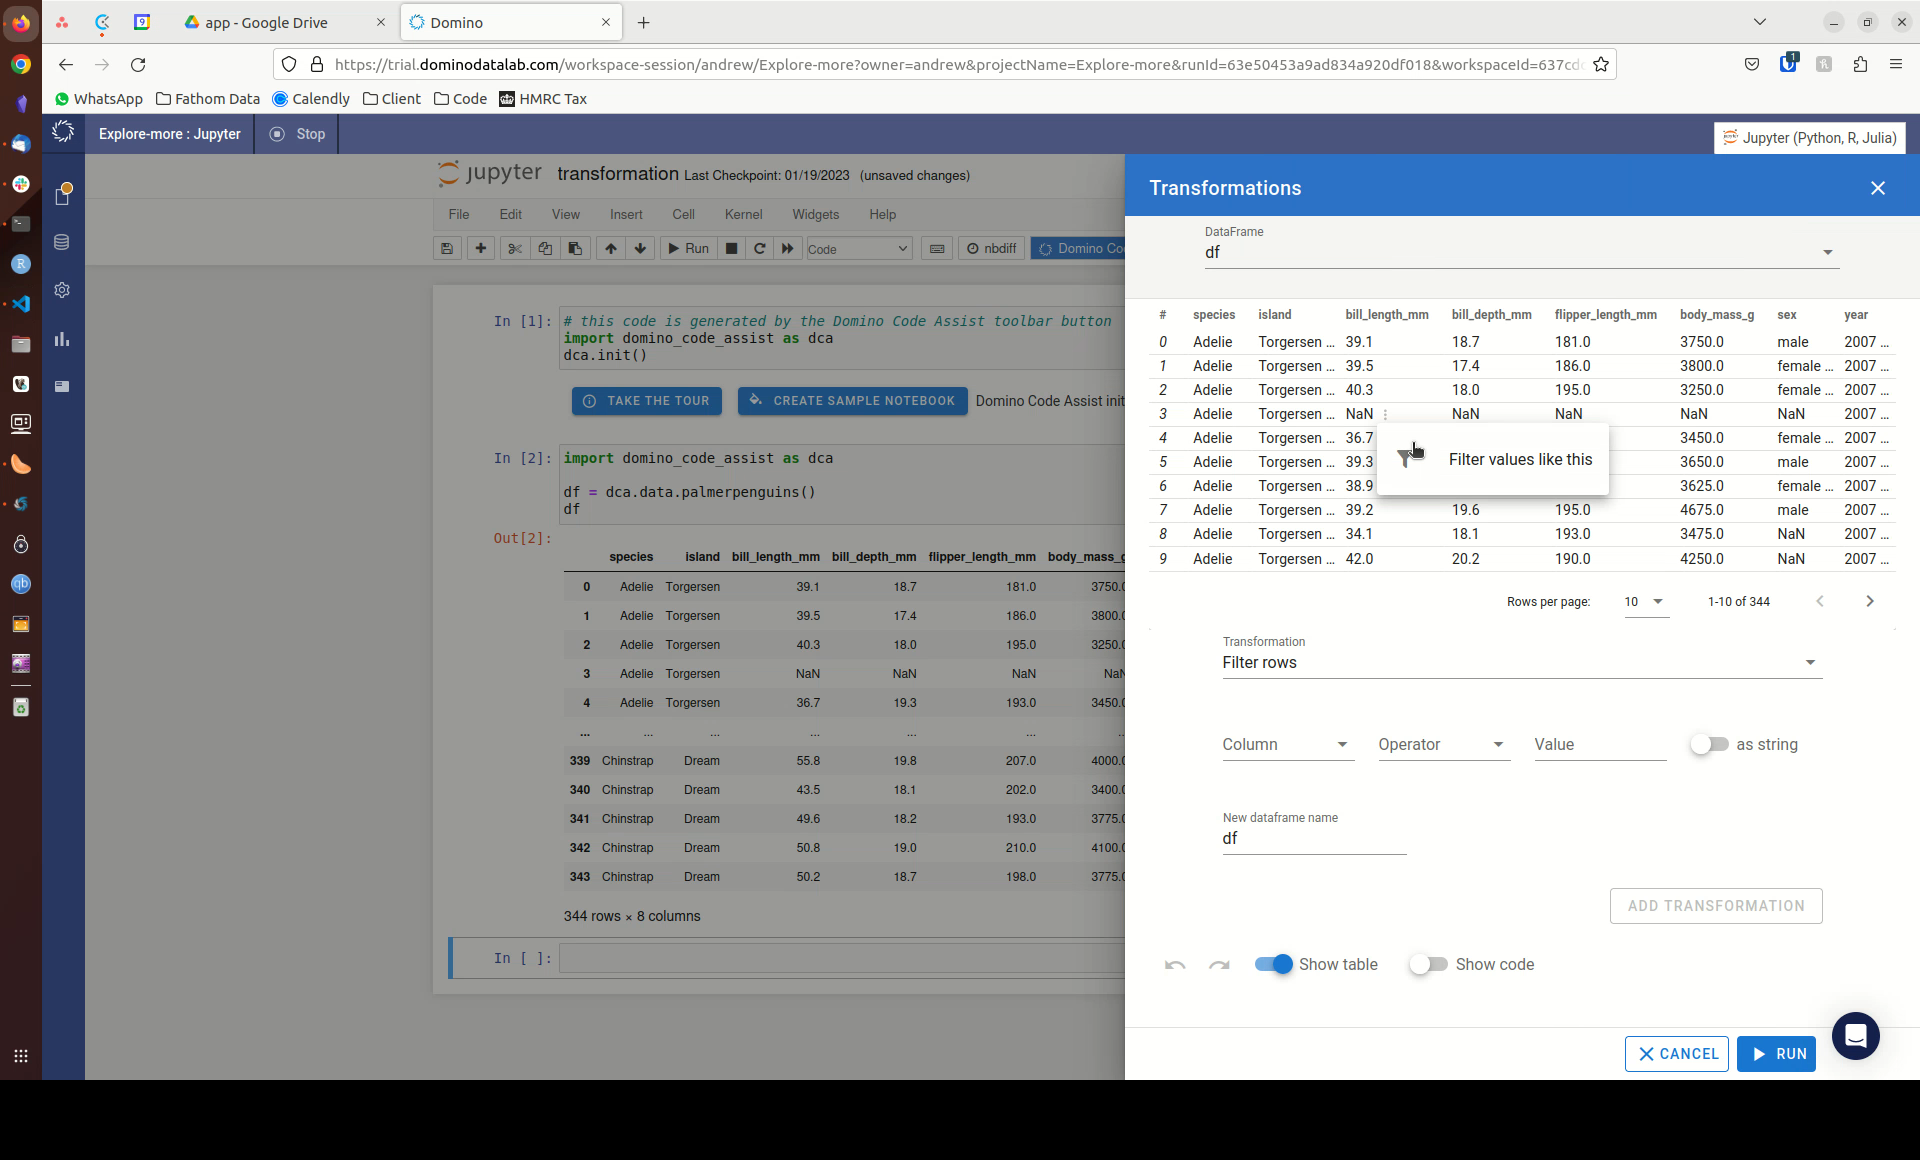 app - Google Drive
Domino
https://trial.dominodatalab.com/workspace-session/andrew/Explore-more?owner=andrew&projectName=Explore-more&runId=63e50453a9ad834a920df018&workspaceId=637cd
WhatsApp Fathom Data Calendly Client Code HMRC Tax
Explore-more : Jupyter Stop
Jupyter (Python, R, Julia)
jupyter transformation Last Checkpoint: 01/19/2023 (unsaved changes)
File Edit View Insert Cell Kernel Widgets Help
Run Code nbdiff Domino Co
In [1]: # this code is generated by the Domino Code Assist toolbar button
import domino_code_assist as dca
dca.init()
TAKE THE TOUR CREATE SAMPLE NOTEBOOK Domino Code Assist init
In [2]: import domino_code_assist as dca
df = dca.data.palmerpenguins()
df
Out[2]:
species island bill_length_mm bill_depth_mm flipper_length_mm body_mass_g
0 Adelie Torgersen 39.1 18.7 181.0 3750.0
1 Adelie Torgersen 39.5 17.4 186.0 3800.0
2 Adelie Torgersen 40.3 18.0 195.0 3250.0
3 Adelie Torgersen NaN NaN NaN NaN
4 Adelie Torgersen 36.7 19.3 193.0 3450.0
... ... ... ... ... ... ...
339 Chinstrap Dream 55.8 19.8 207.0 4000.0
340 Chinstrap Dream 43.5 18.1 202.0 3400.0
341 Chinstrap Dream 49.6 18.2 193.0 3775.0
342 Chinstrap Dream 50.8 19.0 210.0 4100.0
343 Chinstrap Dream 50.2 18.7 198.0 3775.0
344 rows × 8 columns
In [ ]:
Transformations
DataFrame
df
# species island bill_length_mm bill_depth_mm flipper_length_mm body_mass_g sex year
0 Adelie Torgersen ... 39.1 18.7 181.0 3750.0 male 2007 ...
1 Adelie Torgersen ... 39.5 17.4 186.0 3800.0 female ... 2007 ...
2 Adelie Torgersen ... 40.3 18.0 195.0 3250.0 female ... 2007 ...
3 Adelie Torgersen ... NaN NaN NaN NaN NaN 2007 ...
4 Adelie Torgersen ... 36.7 3450.0 female ... 2007 ...
Filter values like this
5 Adelie Torgersen ... 39.3 3650.0 male 2007 ...
6 Adelie Torgersen ... 38.9 3625.0 female ... 2007 ...
7 Adelie Torgersen ... 39.2 19.6 195.0 4675.0 male 2007 ...
8 Adelie Torgersen ... 34.1 18.1 193.0 3475.0 NaN 2007 ...
9 Adelie Torgersen ... 42.0 20.2 190.0 4250.0 NaN 2007 ...
Rows per page: 10 1-10 of 344
Transformation
Filter rows
Column Operator Value as string
New dataframe name
df
ADD TRANSFORMATION
Show table Show code
CANCEL RUN